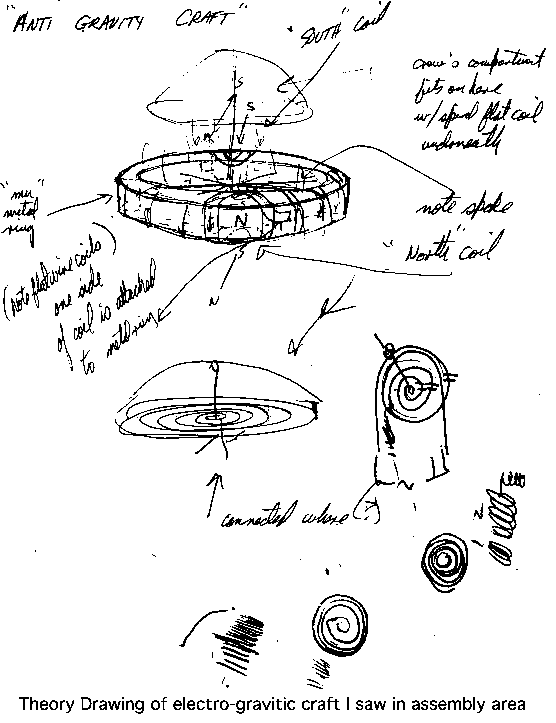 "ANTI GRAVITY CRAFT"
"SOUTH" coil
crew's compartment
fits on here
w/ spiral flat coil
underneath
S
S
N
"mu"
metal
ring
note spoke
"North" coil
N
(note flat wire coils)
one side
of coil is attached
to metal ring
S
N
connected where (?)
N
Theory Drawing of electro-gravitic craft I saw in assembly area